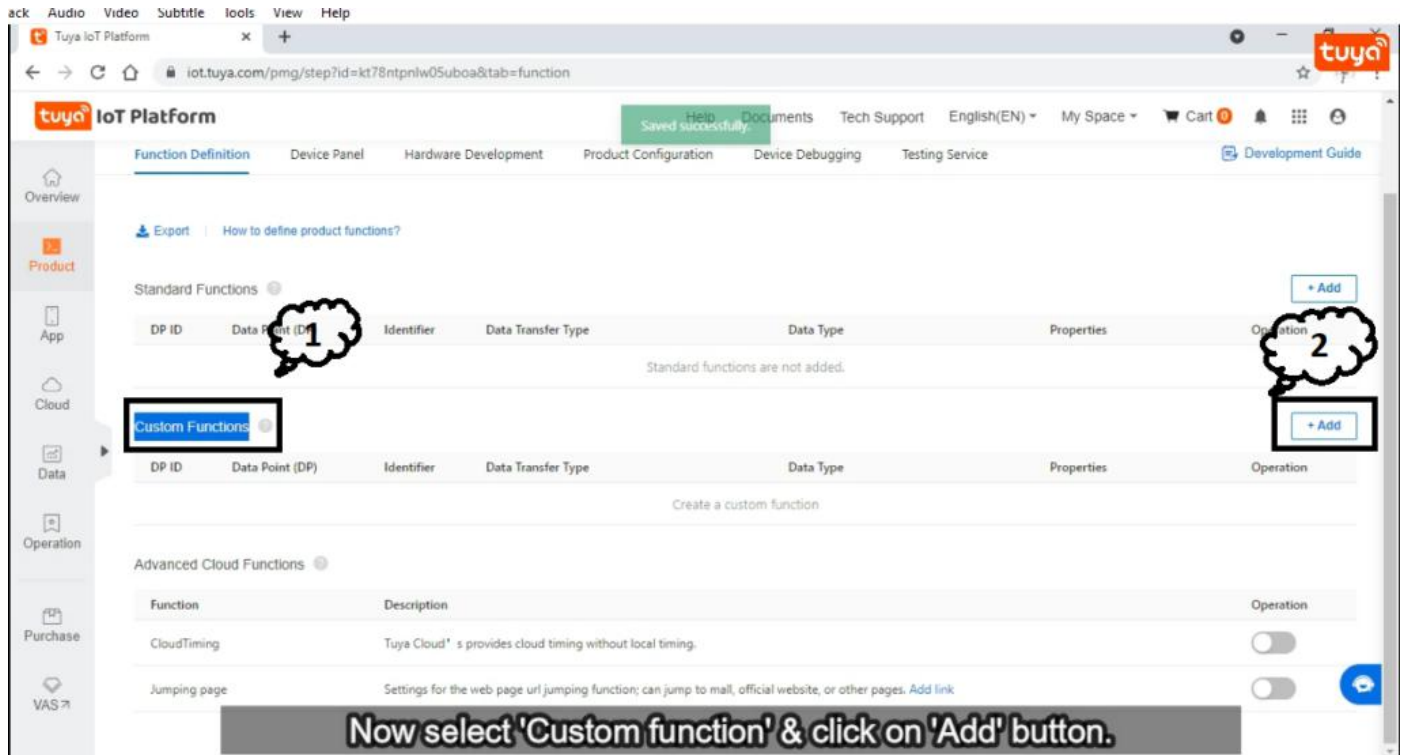 ack Audio Video Subtitle Tools View Help
Tuya IoT Platform
tuya
iot.tuya.com/pmg/step?id=kt78ntpnlw05uboa&tab=function
tuya IoT Platform
Saved successfully.
Help Documents Tech Support English(EN) My Space Cart 0
Function Definition Device Panel Hardware Development Product Configuration Device Debugging Testing Service Development Guide
Overview
Export How to define product functions?
Product
Standard Functions + Add
App
DP ID Data Point (DP) Identifier Data Transfer Type Data Type Properties Operation
1
2
Standard functions are not added.
Cloud
Custom Functions + Add
Data
DP ID Data Point (DP) Identifier Data Transfer Type Data Type Properties Operation
Create a custom function
Operation
Advanced Cloud Functions
Function Description Operation
Purchase
CloudTiming Tuya Cloud' s provides cloud timing without local timing.
VAS
Jumping page Settings for the web page url jumping function; can jump to mall, official website, or other pages. Add link
Now select 'Custom function' & click on 'Add' button.